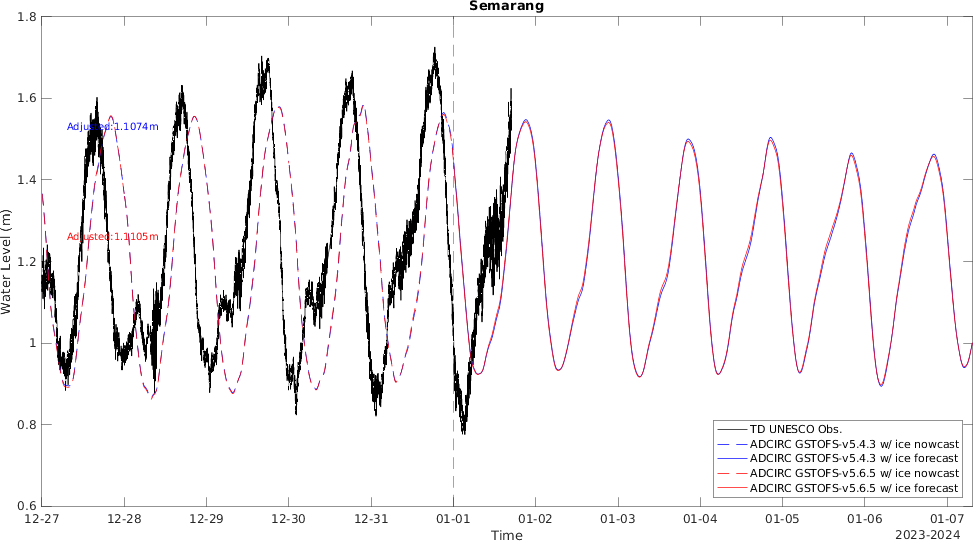 Semarang
1.8
1.6
1.4
1.2
1
0.8
0.6
Water Level (m)
Adjusted:1.1074m
Adjusted:1.1105m
TD UNESCO Obs.
ADCIRC GSTOFS-v5.4.3 w/ ice nowcast
ADCIRC GSTOFS-v5.4.3 w/ ice forecast
ADCIRC GSTOFS-v5.6.5 w/ ice nowcast
ADCIRC GSTOFS-v5.6.5 w/ ice forecast
12-27 12-28 12-29 12-30 12-31 01-01 01-02 01-03 01-04 01-05 01-06 01-07
Time
2023-2024